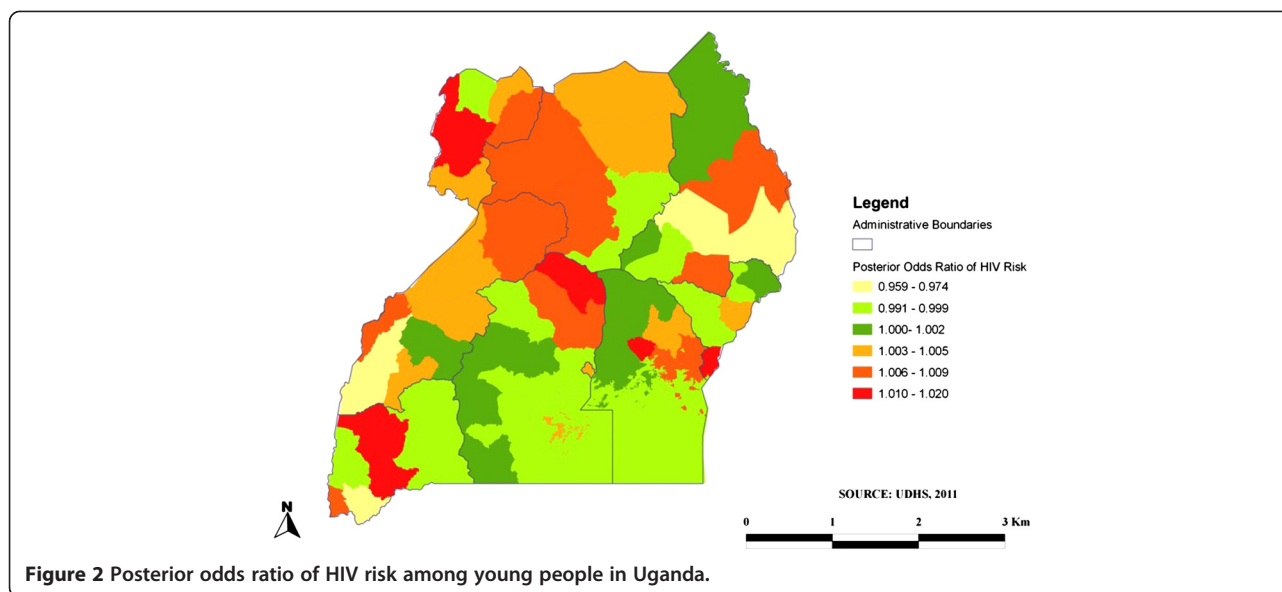 Legend
Administrative Boundaries
Posterior Odds Ratio of HIV Risk
0.959 - 0.974
0.991 - 0.999
1.000- 1.002
1.003 - 1.005
1.006 - 1.009
1.010 - 1.020
SOURCE: UDHS, 2011
N
0 1 2 3 Km
Figure 2 Posterior odds ratio of HIV risk among young people in Uganda.